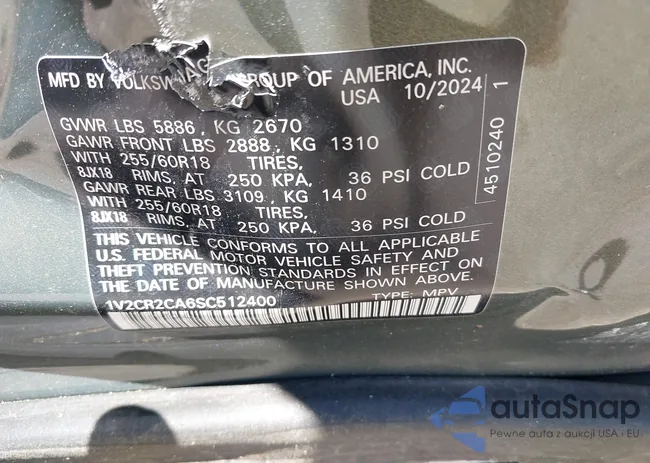 MFD BY VOLKSWAG GROUP OF AMERICA, INC.
USA 10/2024
GVWR LBS 5886 , KG 2670
GAWR FRONT LBS 2888 , KG 1310
WITH 255/60R18 TIRES,
8JX18 RIMS, AT 250 KPA, 36 PSI COLD
GAWR REAR LBS 3109 , KG 1410
WITH 255/60R18 TIRES,
8JX18 RIMS, AT 250 KPA, 36 PSI COLD
THIS VEHICLE CONFORMS TO ALL APPLICABLE
U.S. FEDERAL MOTOR VEHICLE SAFETY AND
THEFT PREVENTION STANDARDS IN EFFECT ON
THE DATE OF MANUFACTURE SHOWN ABOVE.
1V2CR2CA6SC512400 TYPE: MPV
4510240 1
autaSnap
Pewne auta z aukcji USA i EU